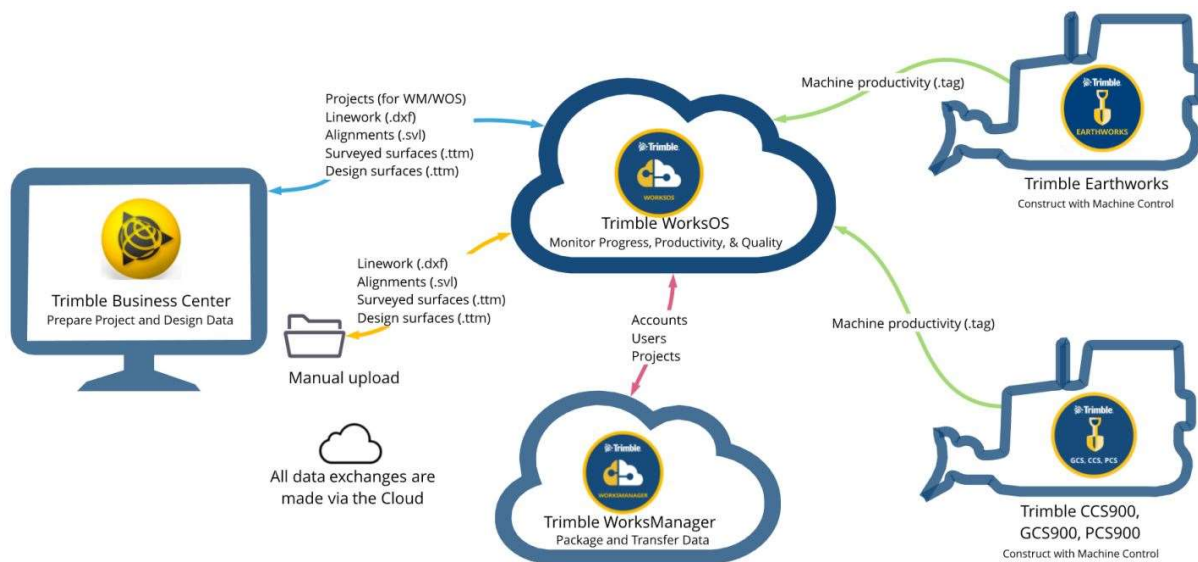 Projects (for WM/WOS)
Linework (.dxf)
Alignments (.svl)
Surveyed surfaces (.ttm)
Design surfaces (.ttm)
Trimble Business Center
Prepare Project and Design Data
Linework (.dxf)
Alignments (.svl)
Surveyed surfaces (.ttm)
Design surfaces (.ttm)
Manual upload
All data exchanges are
made via the Cloud
Trimble
WORKSOS
Trimble WorksOS
Monitor Progress, Productivity, & Quality
Accounts
Users
Projects
Trimble
WORKSMANAGER
Trimble WorksManager
Package and Transfer Data
Machine productivity (.tag)
Trimble
EARTHWORKS
Trimble Earthworks
Construct with Machine Control
Machine productivity (.tag)
Trimble
GCS, CCS, PCS
Trimble CCS900,
GCS900, PCS900
Construct with Machine Control